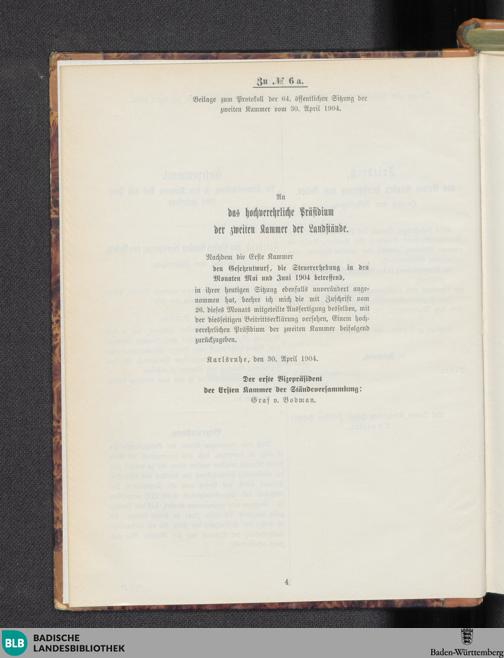 Zu № 6 a.
Beilage zum Protokoll der 64. öffentlichen Sitzung der
zweiten Kammer vom 30. April 1904.
An
das hochverehrliche Präsidium
der zweiten Kammer der Landstände.
Nachdem die Erste Kammer
den Gesetzentwurf, die Steuererhebung in den
Monaten Mai und Juni 1904 betreffend,
in ihrer heutigen Sitzung ebenfalls unverändert ange-
nommen hat, beehre ich mich die mit Zuschrift vom
26. dieses Monats mitgeteilte Ausfertigung desselben, mit
der diesseitigen Beitrittserklärung versehen, Einem hoch-
verehrlichen Präsidium der zweiten Kammer beifolgend
zurückzugeben.
Karlsruhe, den 30. April 1904.
Der erste Vizepräsident
der Ersten Kammer der Ständeversammlung:
Graf v. Bodman.
4
BLB
BADISCHE
LANDESBIBLIOTHEK
Baden-Württemberg